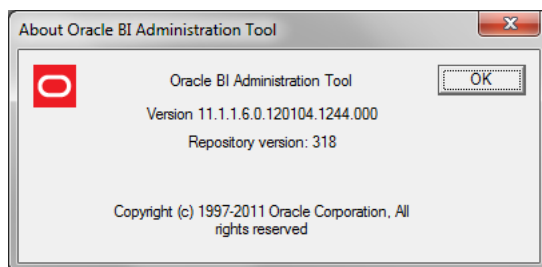 About Oracle BI Administration Tool
Oracle BI Administration Tool
OK
Version 11.1.1.6.0.120104.1244.000
Repository version: 318
Copyright (c) 1997-2011 Oracle Corporation, All
rights reserved